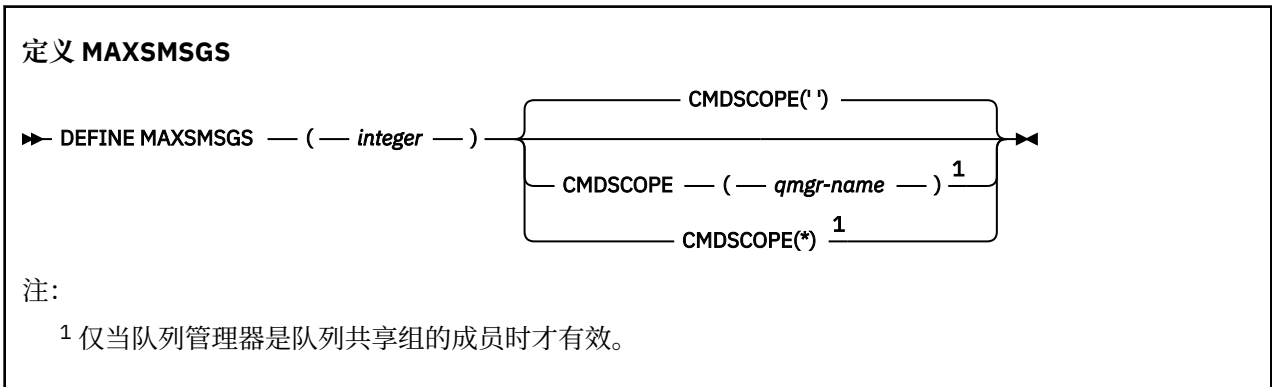 定义 MAXSMSGS
CMDSCOPE(' ')
DEFINE MAXSMSGS ( integer )
CMDSCOPE ( qmgr-name ) 1
CMDSCOPE(*) 1
注:
1 仅当队列管理器是队列共享组的成员时才有效。